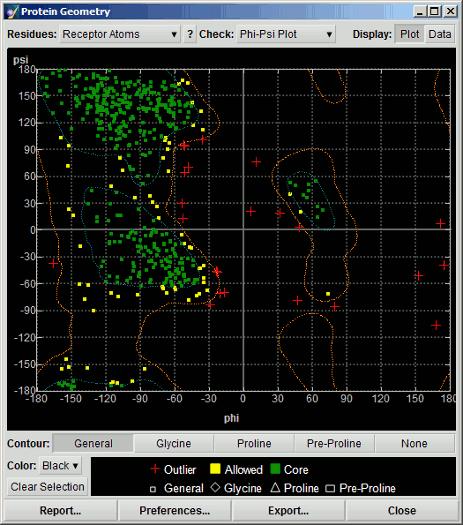 Protein Geometry
Residues: Receptor Atoms ? Check: Phi-Psi Plot Display: Plot Data
psi
180
150
120
90
60
30
0
-30
-60
-90
-120
-150
-180
-180 -150 -120 -90 -60 -30 0 30 60 90 120 150 180
phi
Contour: General Glycine Proline Pre-Proline None
Color: Black
Outlier Allowed Core
General Glycine Proline Pre-Proline
Clear Selection
Report... Preferences... Export... Close